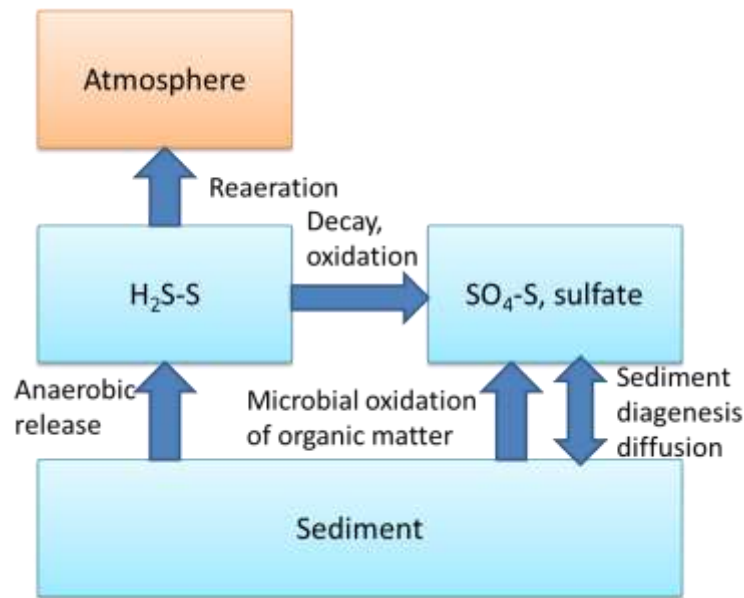 Atmosphere
Reaeration
Decay,
oxidation
H₂S-S
SO₄-S, sulfate
Anaerobic
release
Microbial oxidation
of organic matter
Sediment
diagenesis
diffusion
Sediment